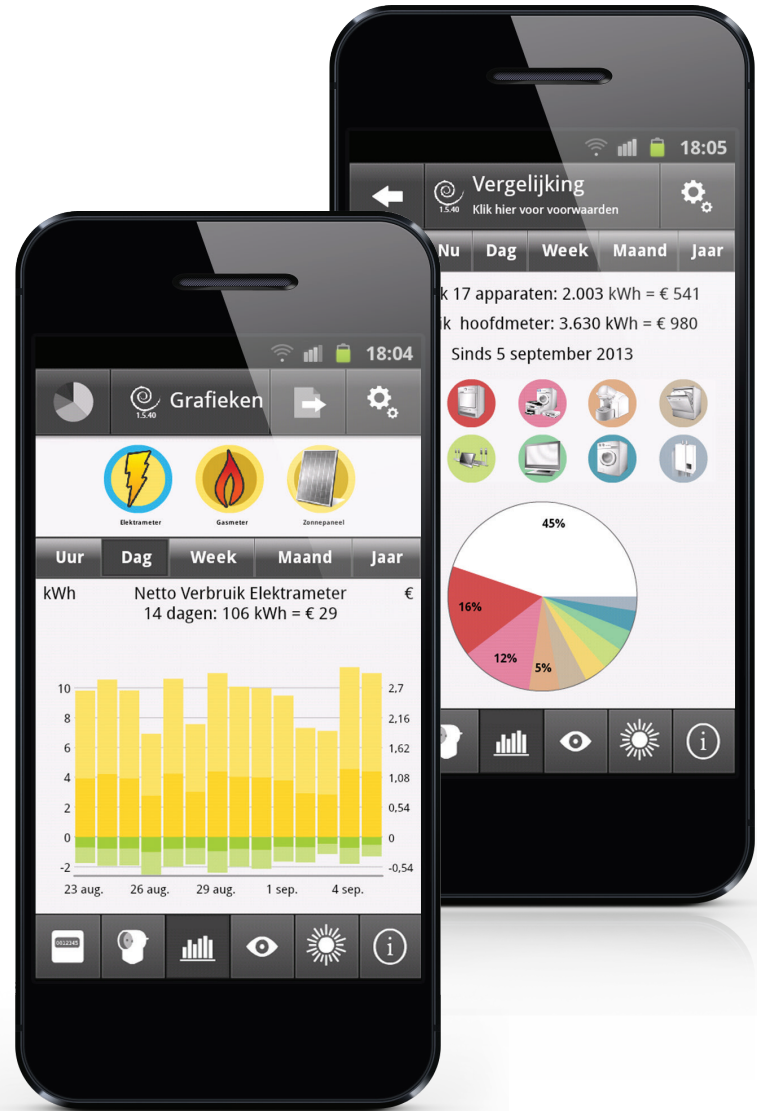 18:05
Vergelijking
1.5.40
Klik hier voor voorwaarden
Nu Dag Week Maand Jaar
k 17 apparaten: 2.003 kWh = € 541
ik hoofdmeter: 3.630 kWh = € 980
Sinds 5 september 2013
45%
16%
12%
5%
i
18:04
1.5.40
Grafieken
Elektrameter Gasmeter Zonnepaneel
Uur Dag Week Maand Jaar
kWh Netto Verbruik Elektrameter €
14 dagen: 106 kWh = € 29
10 2,7
8 2,16
6 1,62
4 1,08
2 0,54
0 0
-2 -0,54
23 aug. 26 aug. 29 aug. 1 sep. 4 sep.
0012345
i